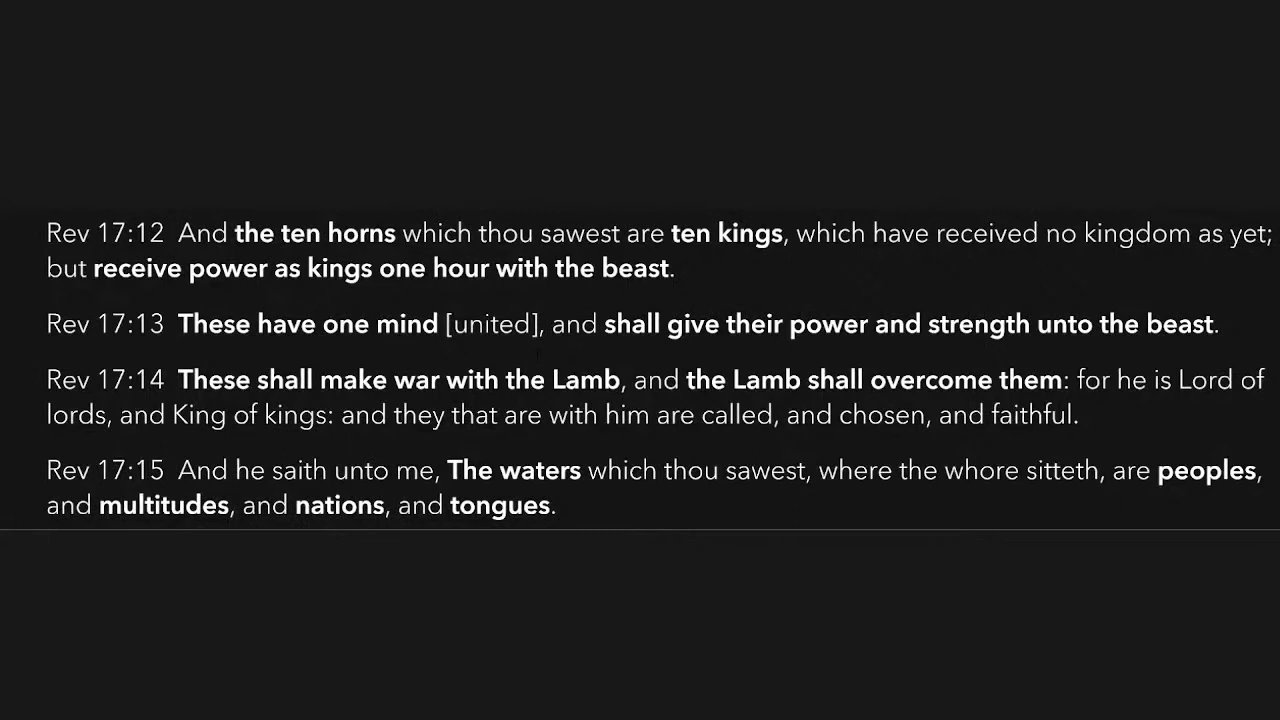 Rev 17:12 And the ten horns which thou sawest are ten kings, which have received no kingdom as yet;
but receive power as kings one hour with the beast.
Rev 17:13 These have one mind [united], and shall give their power and strength unto the beast.
Rev 17:14 These shall make war with the Lamb, and the Lamb shall overcome them: for he is Lord of
lords, and King of kings: and they that are with him are called, and chosen, and faithful.
Rev 17:15 And he saith unto me, The waters which thou sawest, where the whore sitteth, are peoples,
and multitudes, and nations, and tongues.